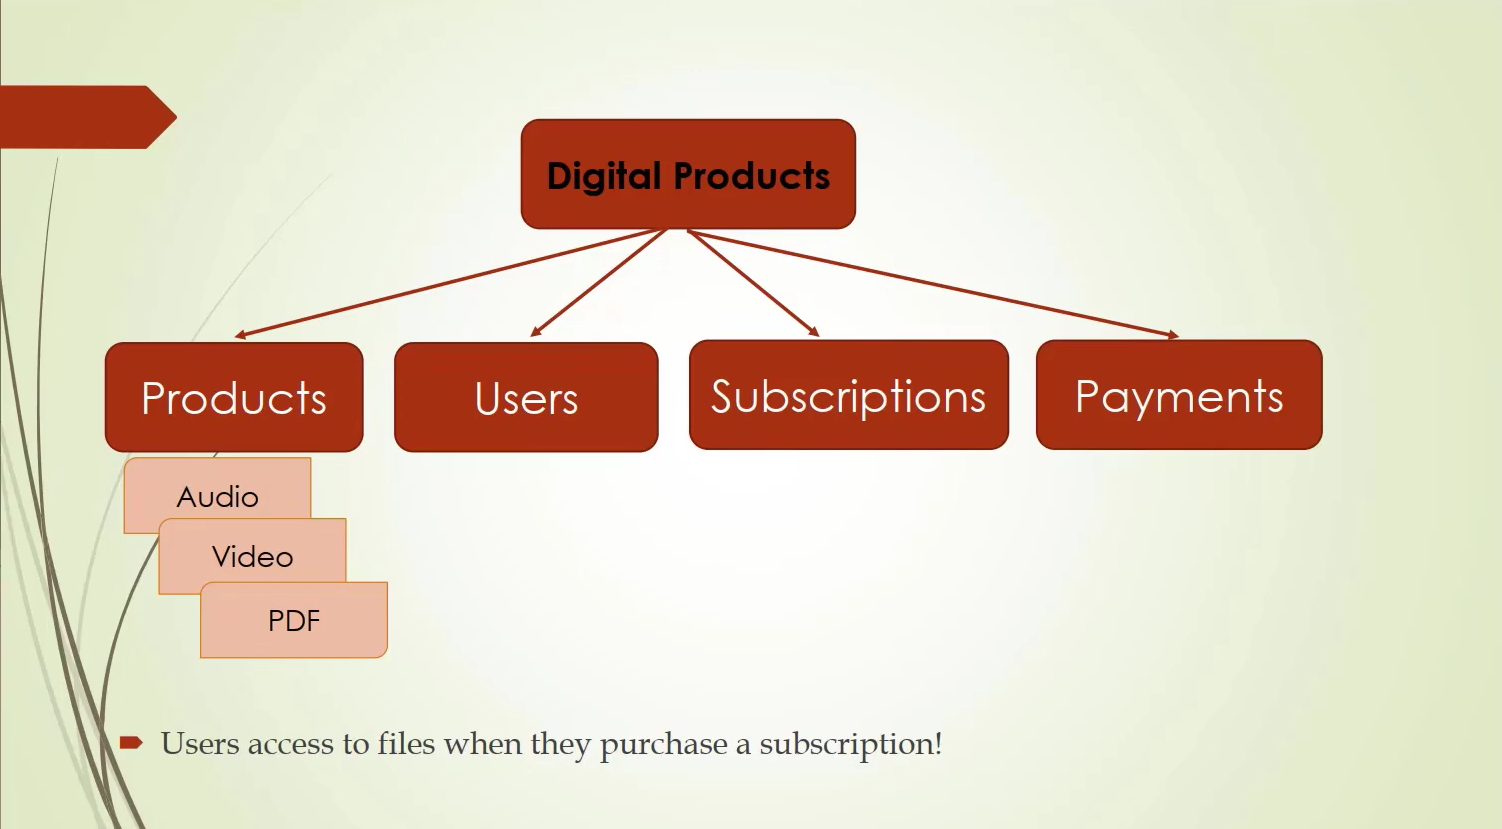 Digital Products
Products
Users
Subscriptions
Payments
Audio
Video
PDF
Users access to files when they purchase a subscription!